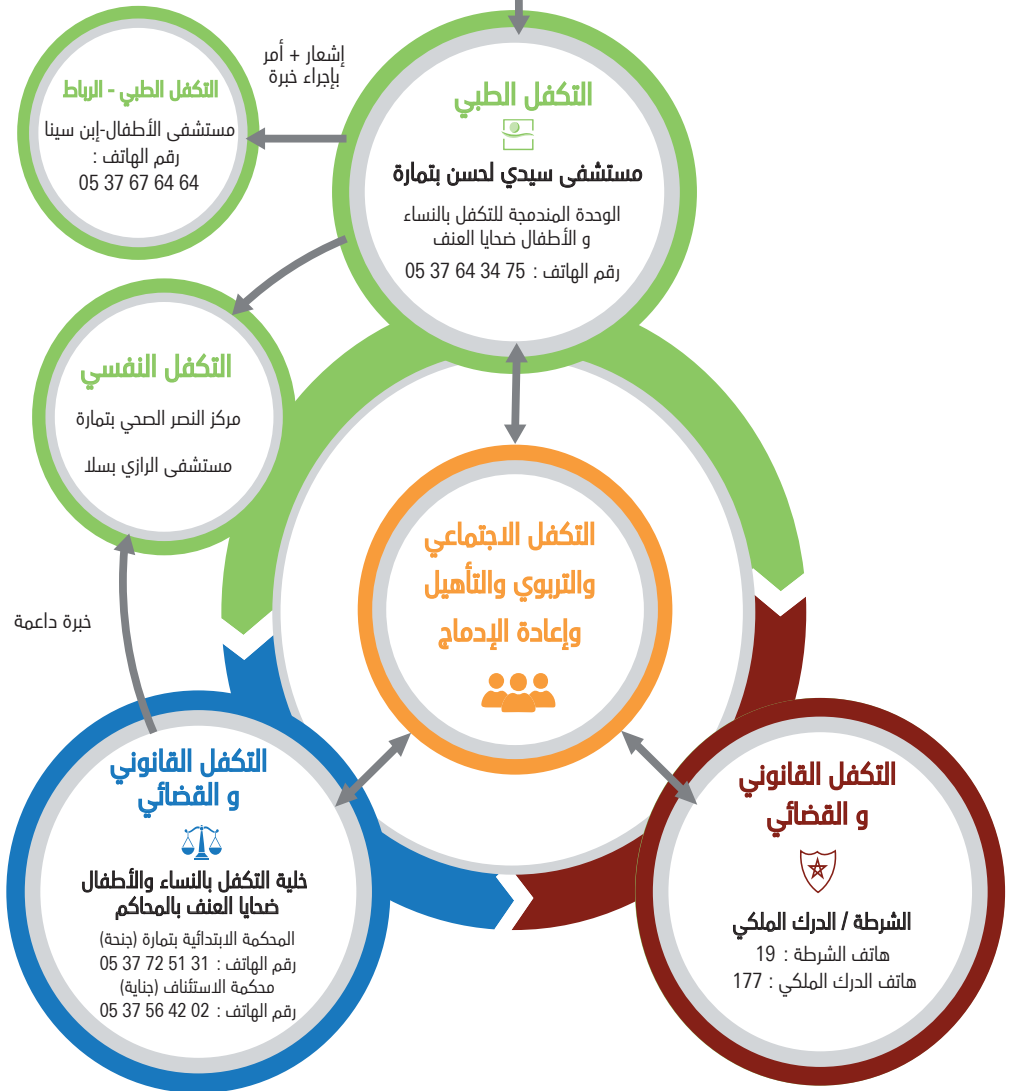 إشعار + أمر
بإجراء خبرة
التكفل الطبي
مستشفى سيدي لحسن بتمارة
الوحدة المندمجة للتكفل بالنساء
و الأطفال ضحايا العنف
رقم الهاتف : 05 37 64 34 75
التكفل الطبي - الرباط
مستشفى الأطفال-إبن سينا
رقم الهاتف :
05 37 67 64 64
التكفل النفسي
مركز النصر الصحي بتمارة
مستشفى الرازي بسلا
التكفل الاجتماعي
والتربوي والتأهيل
وإعادة الإدماج
خبرة داعمة
التكفل القانوني
و القضائي
الشرطة / الدرك الملكي
هاتف الشرطة : 19
هاتف الدرك الملكي : 177
التكفل القانوني
و القضائي
خلية التكفل بالنساء والأطفال
ضحايا العنف بالمحاكم
المحكمة الابتدائية بتمارة (جنحة)
رقم الهاتف : 05 37 72 51 31
محكمة الاستئناف (جناية)
رقم الهاتف : 05 37 56 42 02